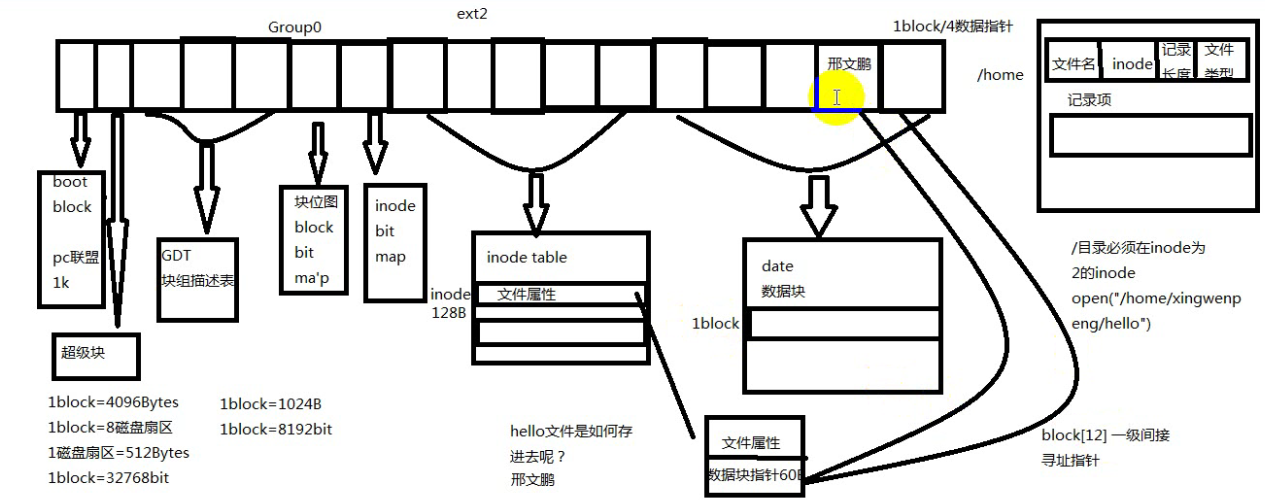 ext2
Group0
1block/4数据指针
邢文鹏
/home
文件名 inode 记录长度 文件类型
记录项
boot
block
pc联盟
1k
超级块
GDT
块组描述表
块位图
block
bit
ma'p
inode
bit
map
inode table
inode
128B
文件属性
date
数据块
1block
/目录必须在inode为
2的inode
open("/home/xingwenp
eng/hello")
1block=4096Bytes
1block=8磁盘扇区
1磁盘扇区=512Bytes
1block=32768bit
1block=1024B
1block=8192bit
hello文件是如何存
进去呢？
邢文鹏
文件属性
数据块指针60B
block[12] 一级间接
寻址指针